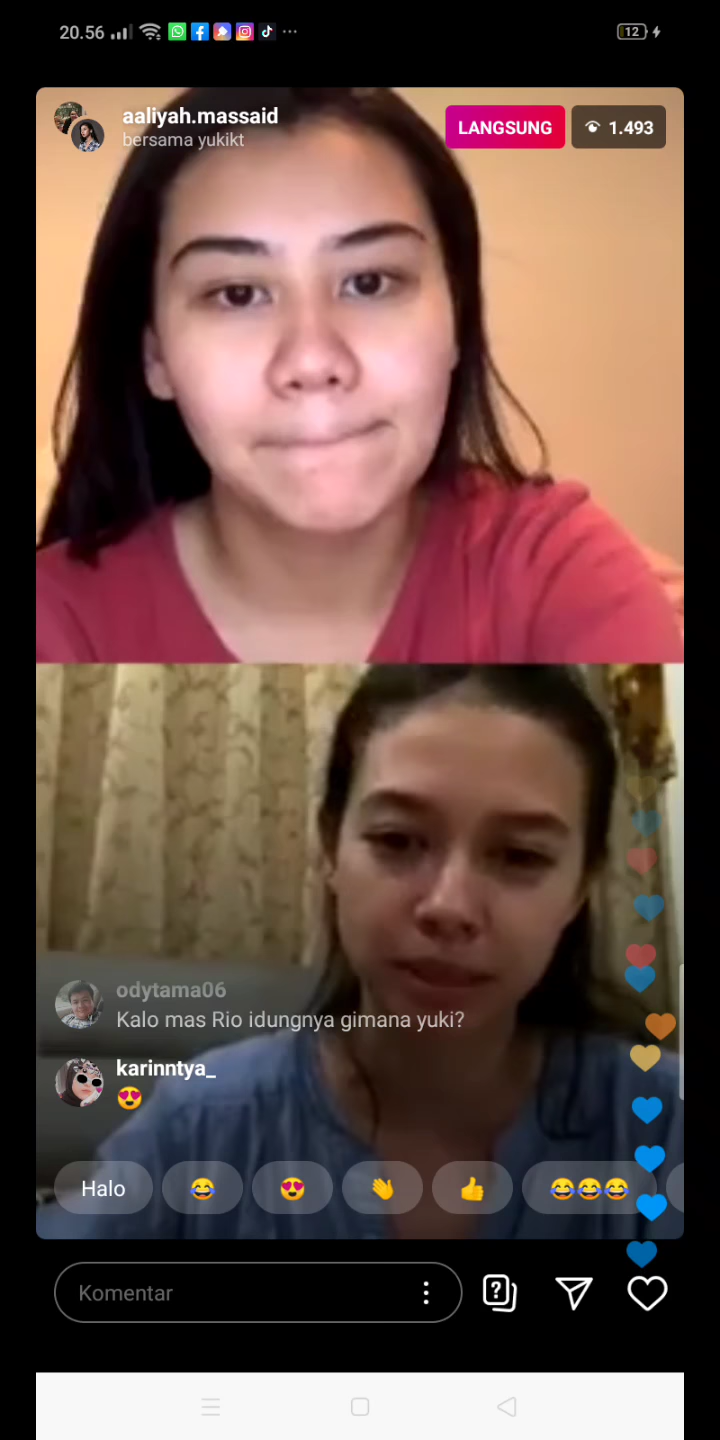 20.56
12
aaliyah.massaid
bersama yukikt
LANGSUNG
1.493
odytama06
Kalo mas Rio idungnya gimana yuki?
karinntya_
😍
Halo 😂 😍 👋 👍 😂😂😂
Komentar